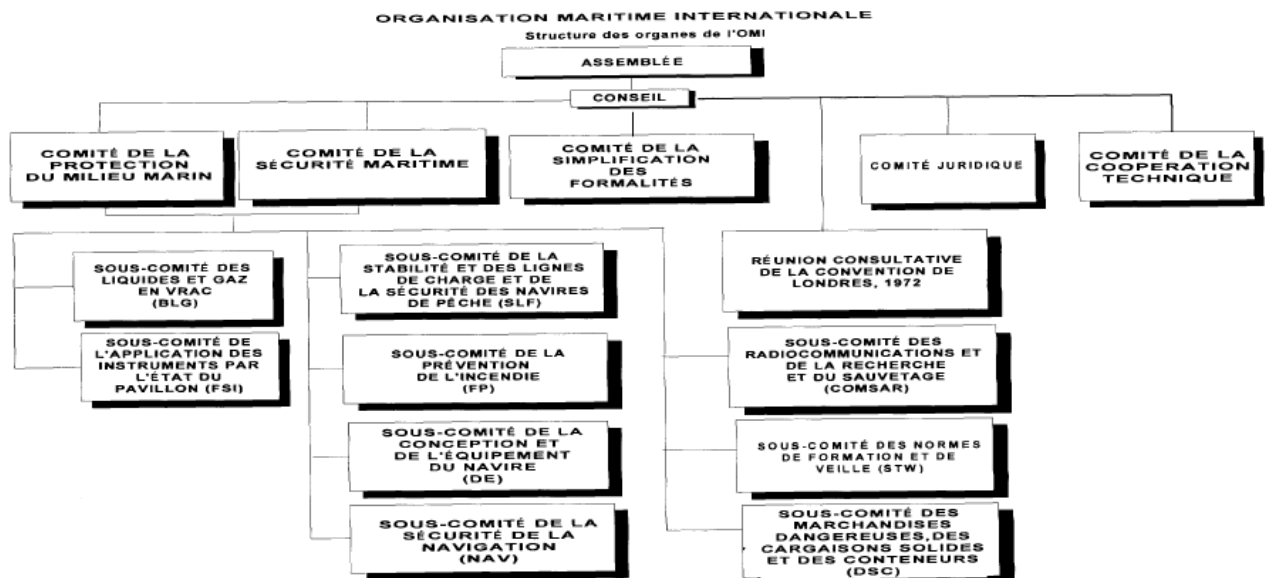 ORGANISATION MARITIME INTERNATIONALE
Structure des organes de l'OMI
ASSEMBLÉE
CONSEIL
COMITÉ DE LA
PROTECTION
DU MILIEU MARIN
COMITÉ DE LA
SÉCURITÉ MARITIME
COMITÉ DE LA
SIMPLIFICATION
DES
FORMALITÉS
COMITÉ JURIDIQUE
COMITÉ DE LA
COOPERATION
TECHNIQUE
SOUS-COMITÉ DES
LIQUIDES ET GAZ
EN VRAC
(BLG)
SOUS-COMITÉ DE LA
STABILITÉ ET DES LIGNES
DE CHARGE ET DE
LA SÉCURITÉ DES NAVIRES
DE PÊCHE (SLF)
RÉUNION CONSULTATIVE
DE LA CONVENTION DE
LONDRES, 1972
SOUS-COMITÉ DE
L'APPLICATION DES
INSTRUMENTS PAR
L'ÉTAT DU
PAVILLON (FSI)
SOUS-COMITÉ DE LA
PRÉVENTION
DE L'INCENDIE
(FP)
SOUS-COMITÉ DES
RADIOCOMMUNICATIONS ET
DE LA RECHERCHE
ET DU SAUVETAGE
(COMSAR)
SOUS-COMITÉ DE LA
CONCEPTION ET
DE L'ÉQUIPEMENT
DU NAVIRE
(DE)
SOUS-COMITÉ DES NORMES
DE FORMATION ET DE
VEILLE (STW)
SOUS-COMITÉ DE LA
SÉCURITÉ DE LA
NAVIGATION
(NAV)
SOUS-COMITÉ DES
MARCHANDISES
DANGEREUSES,DES
CARGAISONS SOLIDES
ET DES CONTENEURS
(DSC)